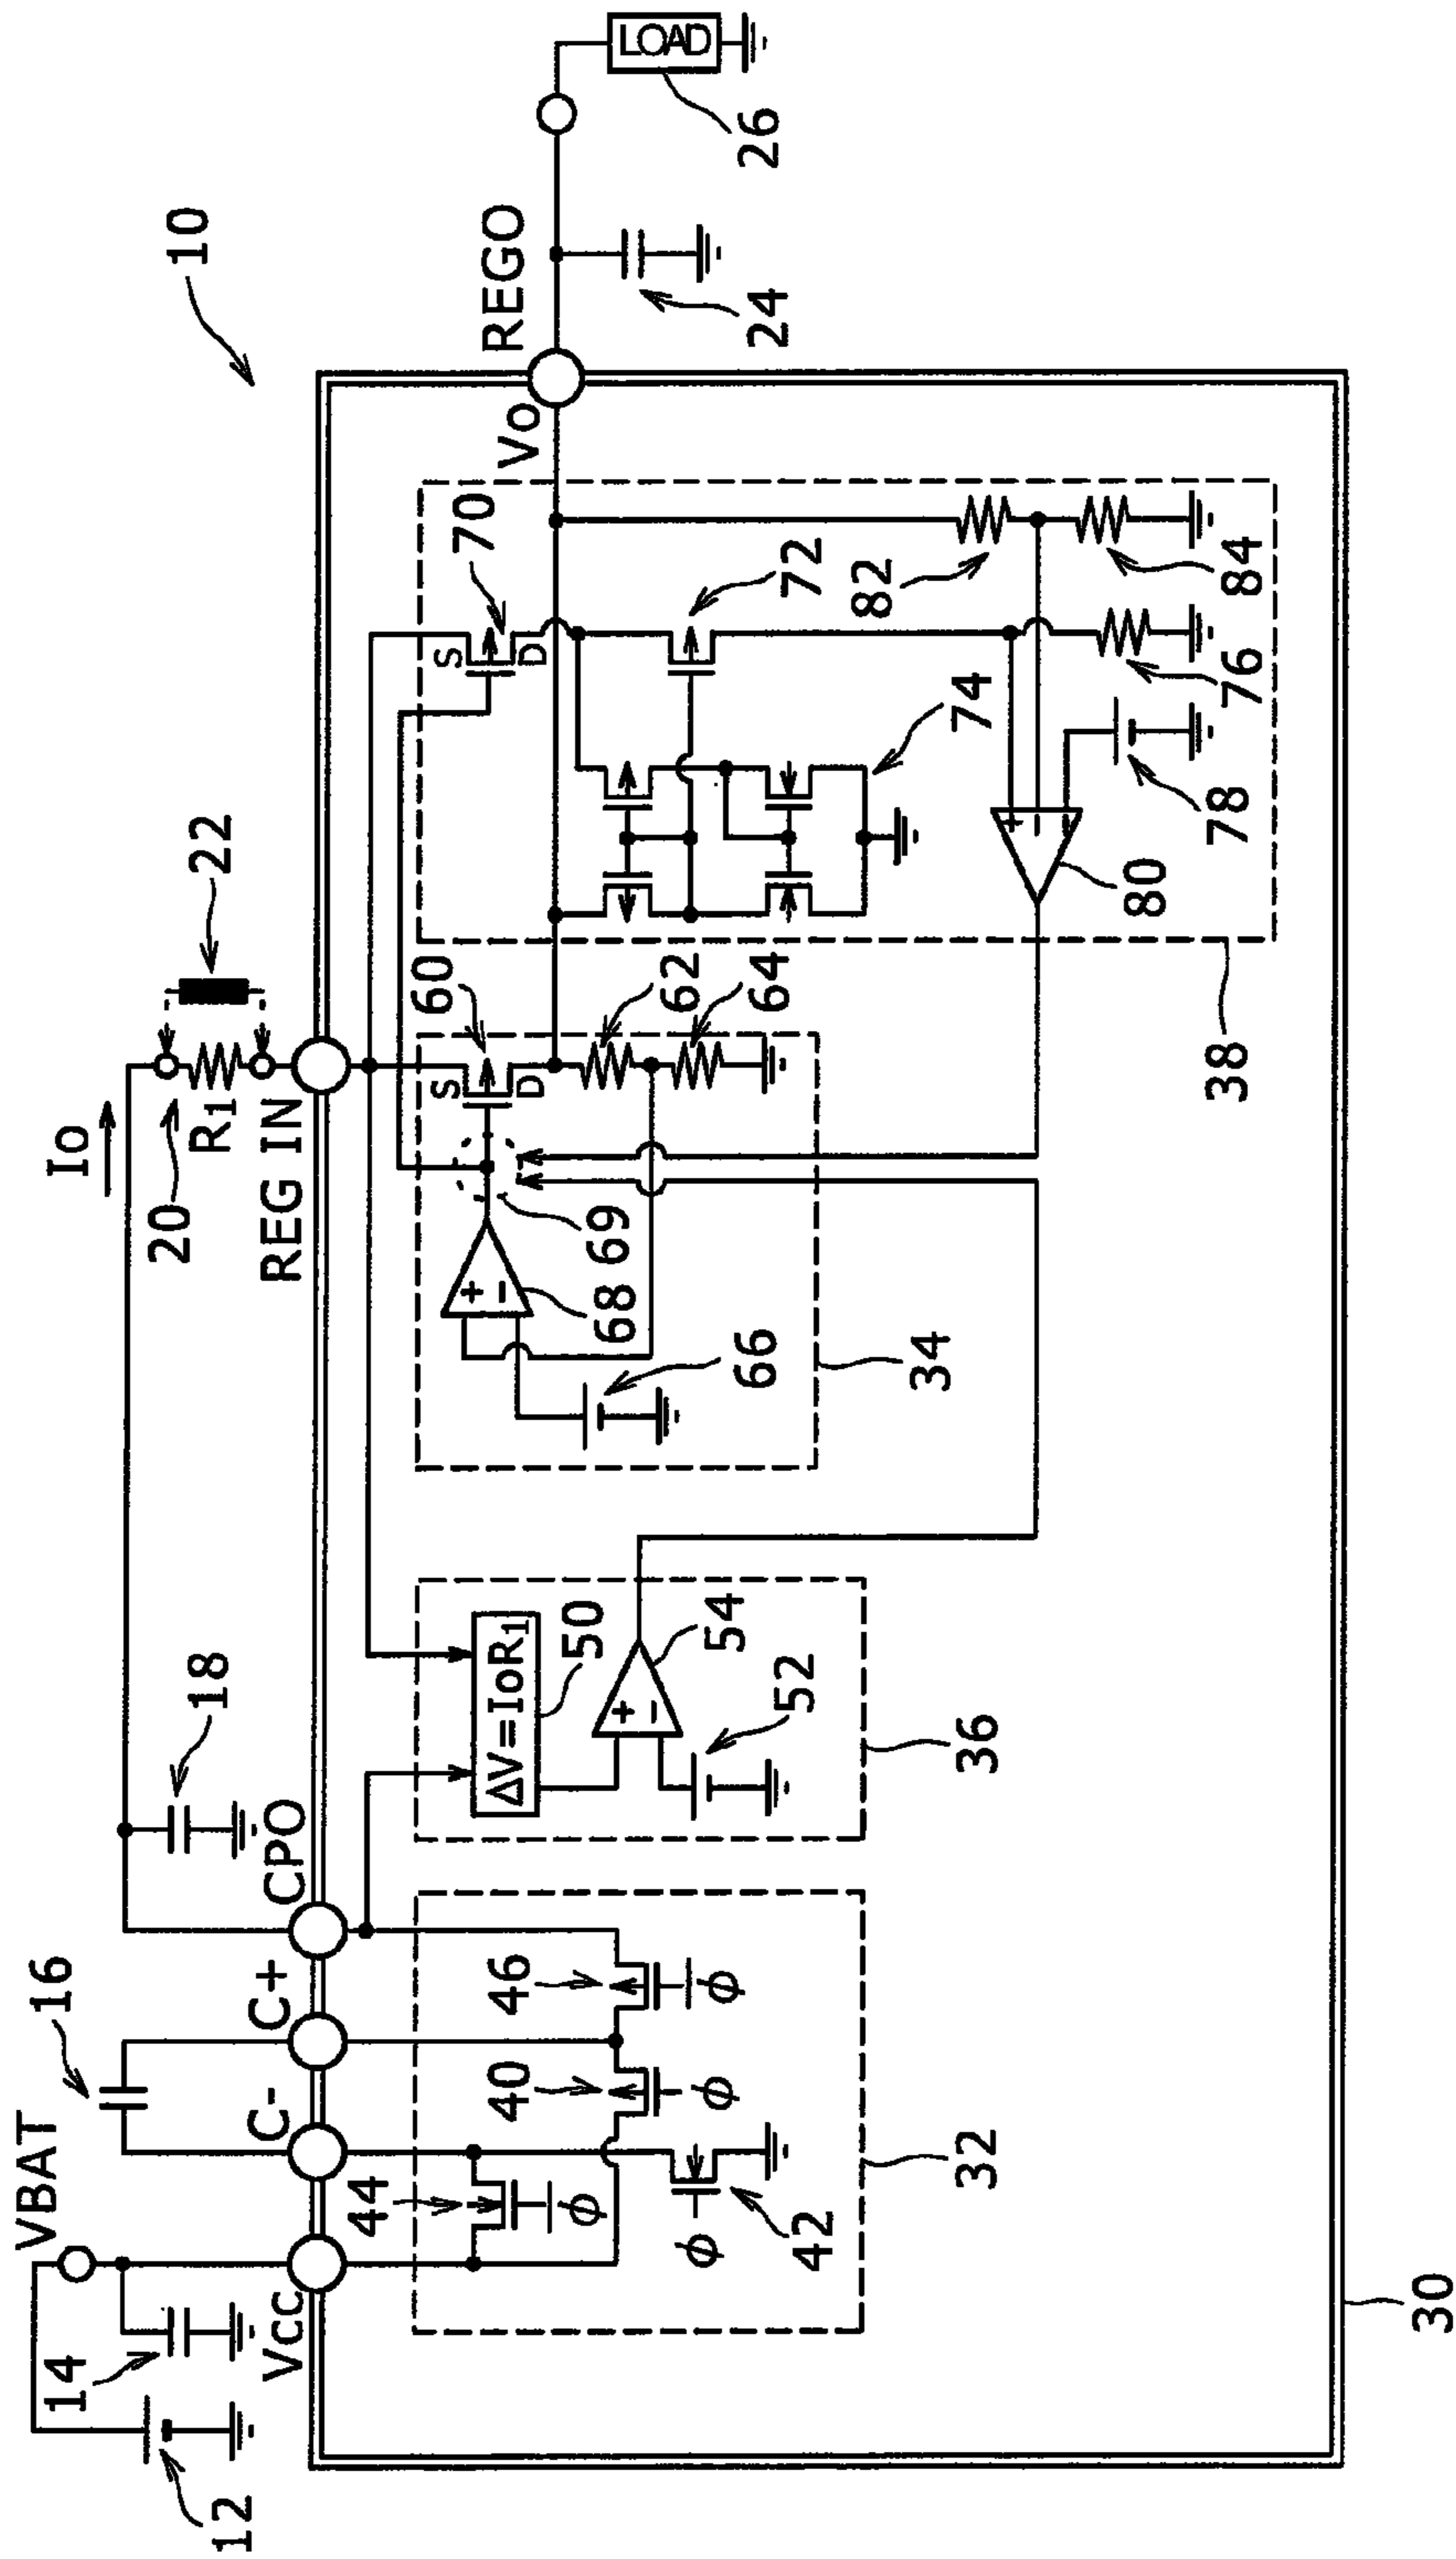 10
VBAT
16
Io
20
R1
22
12
14
18
Vcc
C-
C+
CPO
REG IN
REGO
Vo
24
LOAD
26
44
φ
40
φ
46
φ
φ
42
32
ΔV=IoR1
50
+
-
54
52
36
+
-
68
69
66
S
D
60
62
64
34
S
D
70
72
74
82
84
76
78
+
-
-
80
38
30